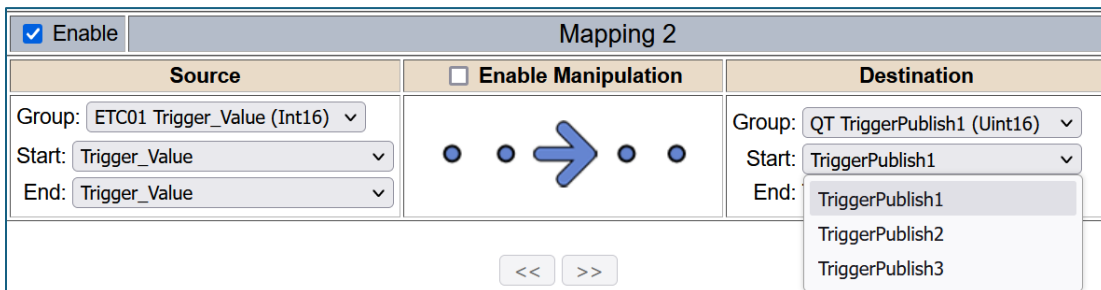 Enable
Mapping 2
Source
Enable Manipulation
Destination
Group: ETC01 Trigger_Value (Int16)
Start: Trigger_Value
End: Trigger_Value
Group: QT TriggerPublish1 (Uint16)
Start: TriggerPublish1
End:
TriggerPublish1
TriggerPublish2
TriggerPublish3
<< >>